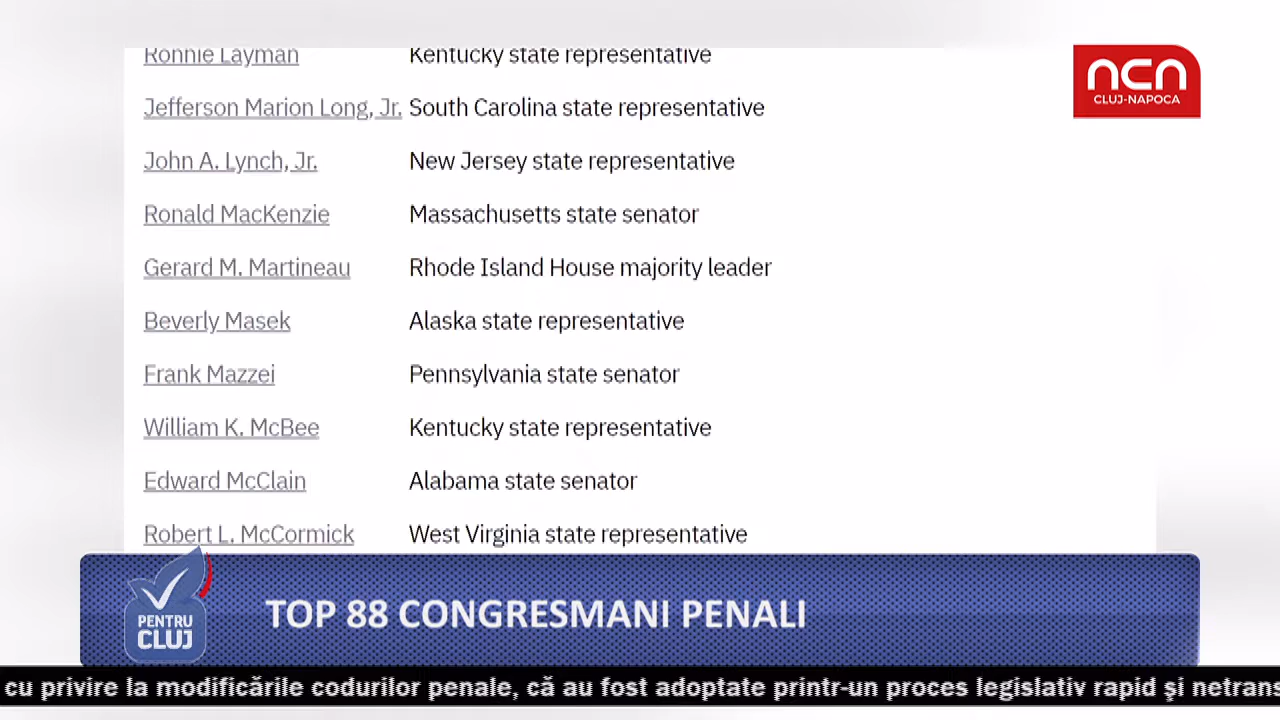 Ronnie Layman Kentucky state representative
ncn
CLUJ-NAPOCA
Jefferson Marion Long, Jr. South Carolina state representative
John A. Lynch, Jr. New Jersey state representative
Ronald MacKenzie Massachusetts state senator
Gerard M. Martineau Rhode Island House majority leader
Beverly Masek Alaska state representative
Frank Mazzei Pennsylvania state senator
William K. McBee Kentucky state representative
Edward McClain Alabama state senator
Robert L. McCormick West Virginia state representative
PENTRU
CLUJ
TOP 88 CONGRESMANI PENALI
cu privire la modificările codurilor penale, că au fost adoptate printr-un proces legislativ rapid şi netrans